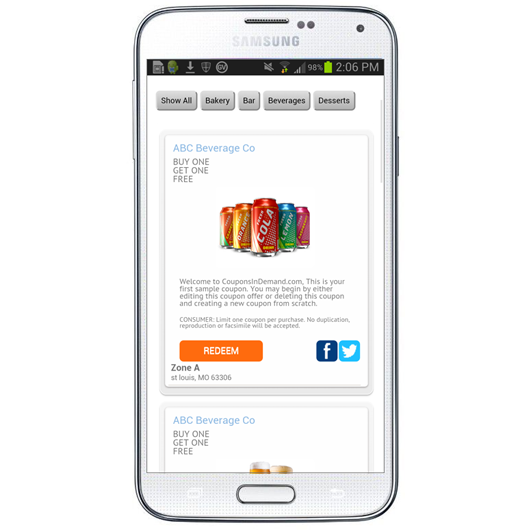 SAMSUNG
98% 2:06 PM
Show All Bakery Bar Beverages Desserts
ABC Beverage Co
BUY ONE
GET ONE
FREE
ORANGE COLA LEMON
Welcome to CouponsInDemand.com, This is your
first sample coupon. You may begin by either
editing this coupon offer or deleting this coupon
and creating a new coupon from scratch.
CONSUMER: Limit one coupon per purchase. No duplication,
reproduction or facsimile will be accepted.
REDEEM
Zone A
st louis, MO 63306
ABC Beverage Co
BUY ONE
GET ONE
FREE